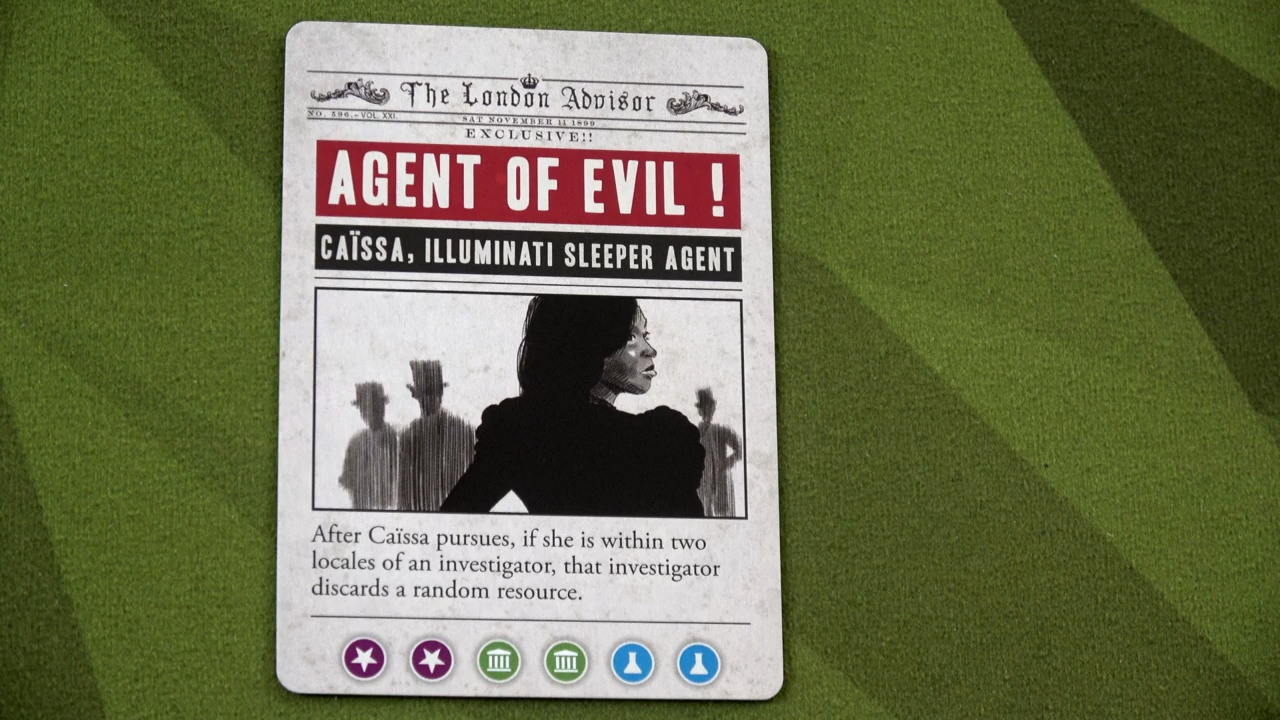 The London Advisor
NO. 596.- VOL. XXI.
SAT NOVEMBER 11 1899
EXCLUSIVE!!
AGENT OF EVIL !
CAÏSSA, ILLUMINATI SLEEPER AGENT
After Caïssa pursues, if she is within two
locales of an investigator, that investigator
discards a random resource.